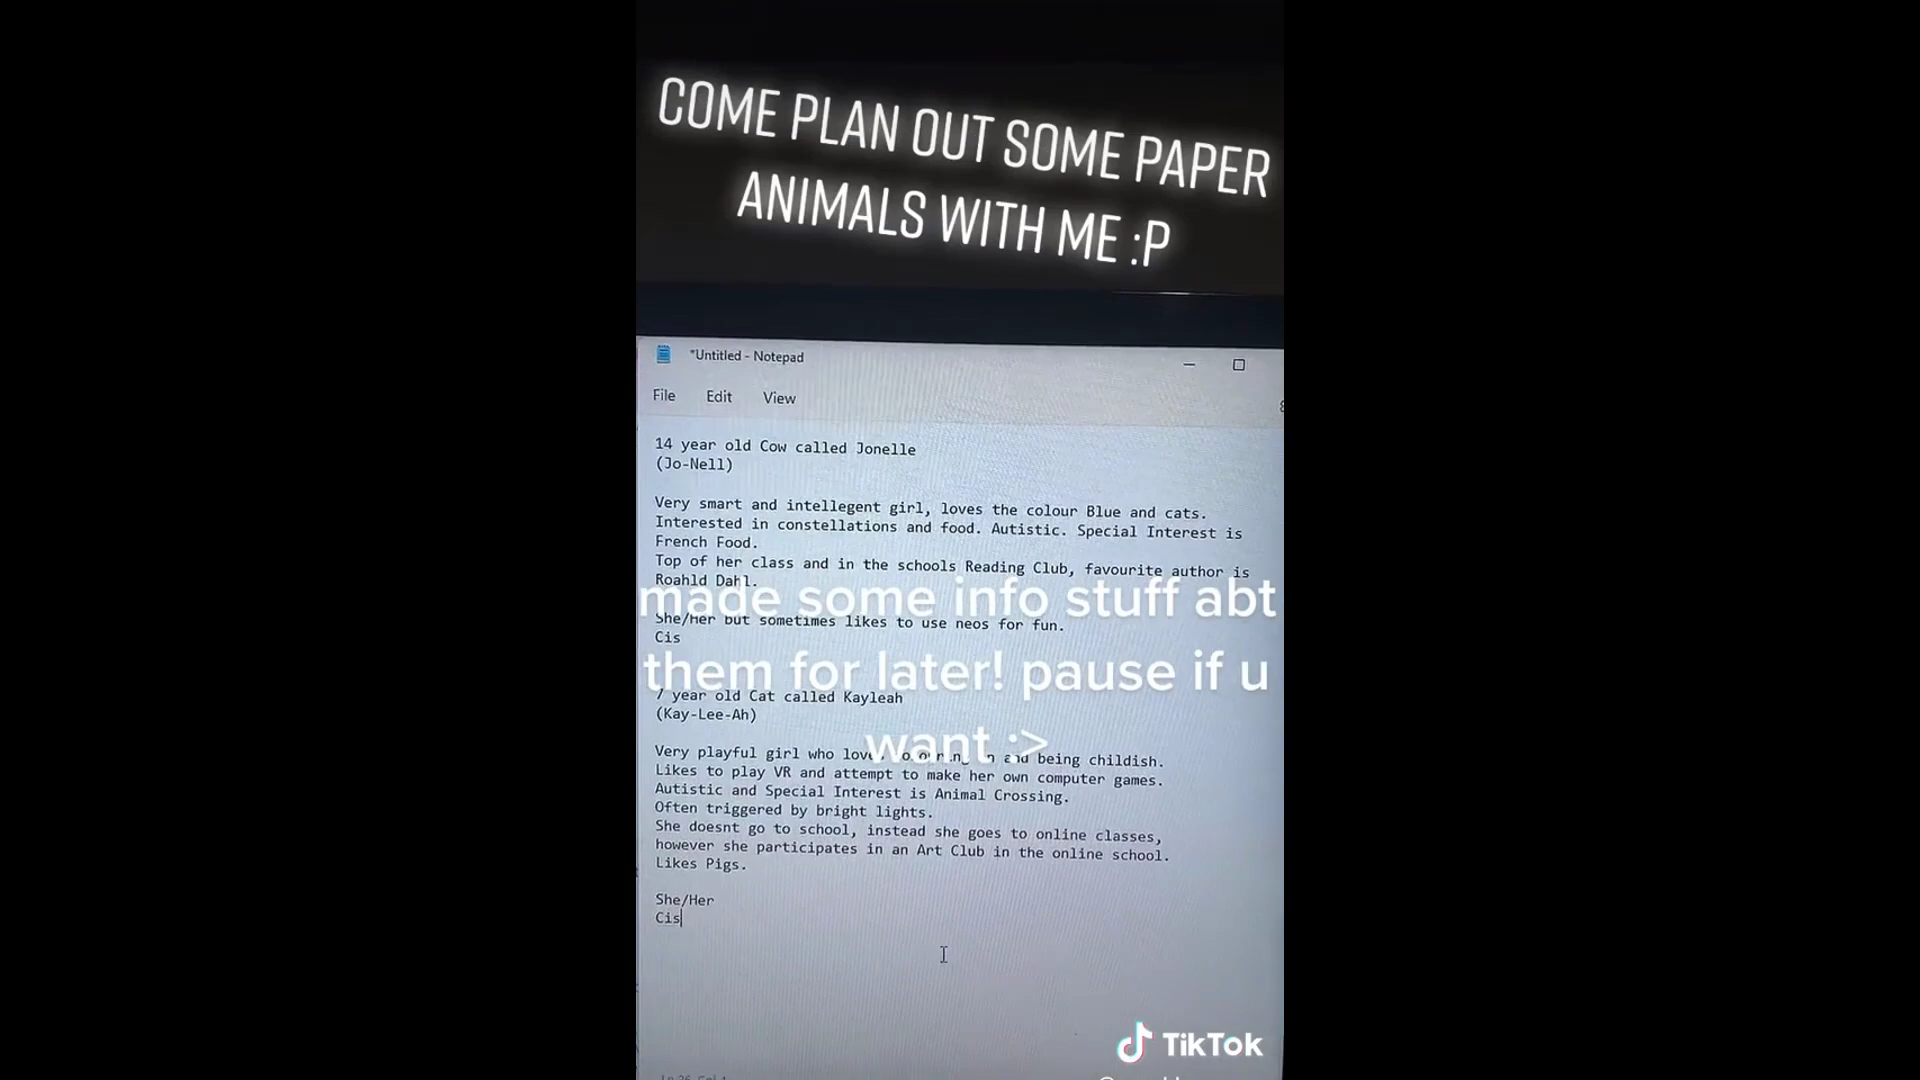 COME PLAN OUT SOME PAPER
ANIMALS WITH ME :P
*Untitled - Notepad
File Edit View
14 year old Cow called Jonelle
(Jo-Nell)
Very smart and intellegent girl, loves the colour Blue and cats.
Interested in constellations and food. Autistic. Special Interest is
French Food.
Top of her class and in the schools Reading Club, favourite author is
Roahld Dahl.
made some info stuff abt
She/Her but sometimes likes to use neos for fun.
Cis
them for later! pause if u
7 year old Cat called Kayleah
(Kay-Lee-Ah)
want :>
Very playful girl who loves and being childish.
Likes to play VR and attempt to make her own computer games.
Autistic and Special Interest is Animal Crossing.
Often triggered by bright lights.
She doesnt go to school, instead she goes to online classes,
however she participates in an Art Club in the online school.
Likes Pigs.
She/Her
Cis
TikTok